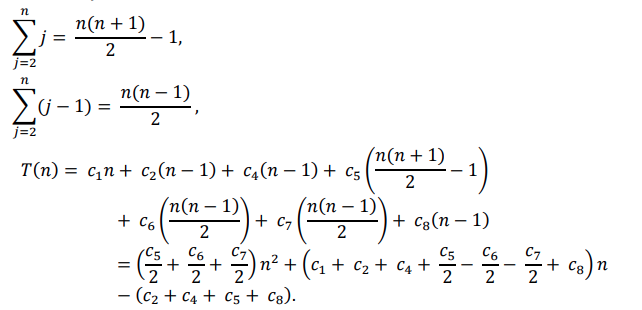 ∑_{j=2}^{n} j = n(n + 1)/2 − 1,
∑_{j=2}^{n} (j − 1) = n(n − 1)/2 ,
T(n) = c₁n + c₂(n − 1) + c₄(n − 1) + c₅ (n(n + 1)/2 − 1)
+ c₆ (n(n − 1)/2) + c₇ (n(n − 1)/2) + c₈(n − 1)
= (c₅/2 + c₆/2 + c₇/2) n² + (c₁ + c₂ + c₄ + c₅/2 − c₆/2 − c₇/2 + c₈) n
− (c₂ + c₄ + c₅ + c₈).